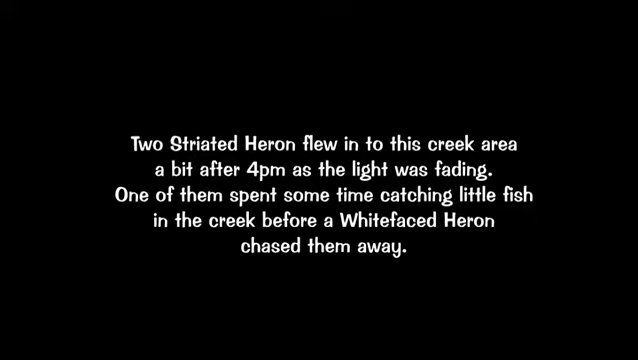 Two Striated Heron flew in to this creek area
a bit after 4pm as the light was fading.
One of them spent some time catching little fish
in the creek before a Whitefaced Heron
chased them away.